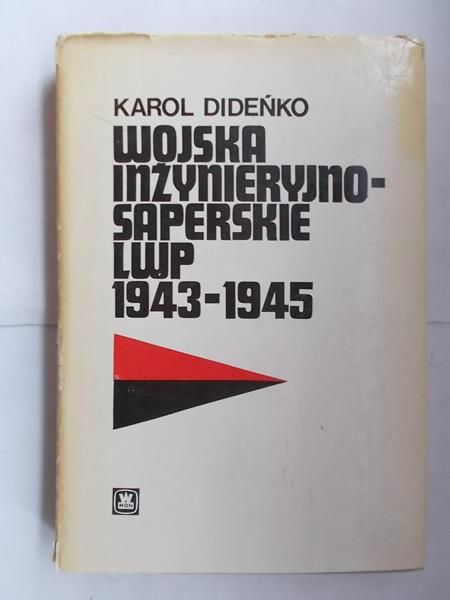 KAROL DIDEŃKO
WOJSKA
INŻYNIERYJNO-
SAPERSKIE
LWP
1943-1945
W
MON